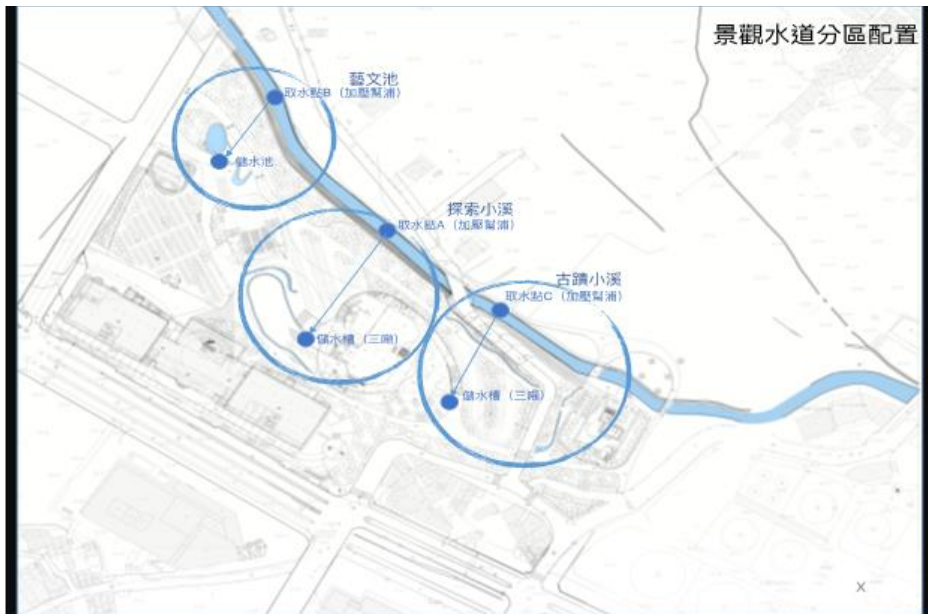 景觀水道分區配置
藝文池
取水點B（加壓幫浦）
儲水池
探索小溪
取水點A（加壓幫浦）
儲水槽（三噸）
古蹟小溪
取水點C（加壓幫浦）
儲水槽（三噸）
X